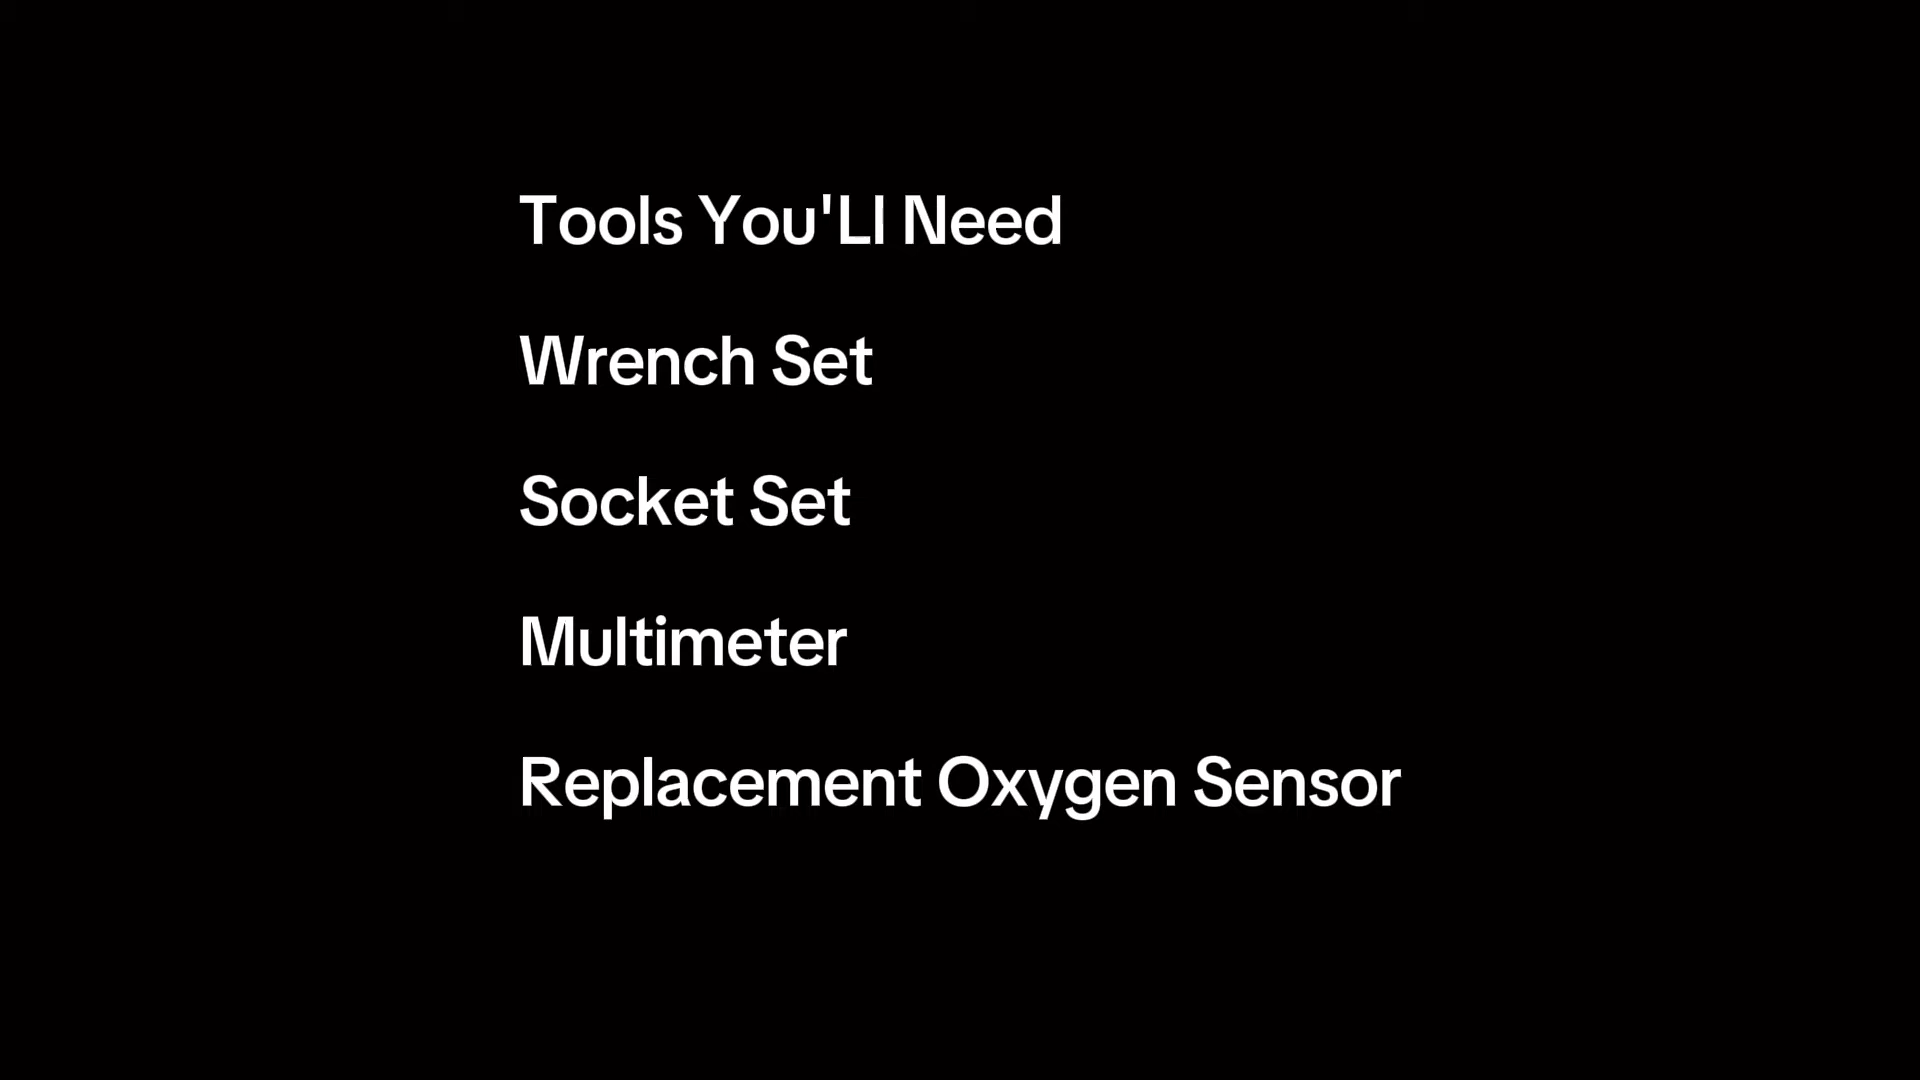 Tools You'Ll Need
Wrench Set
Socket Set
Multimeter
Replacement Oxygen Sensor